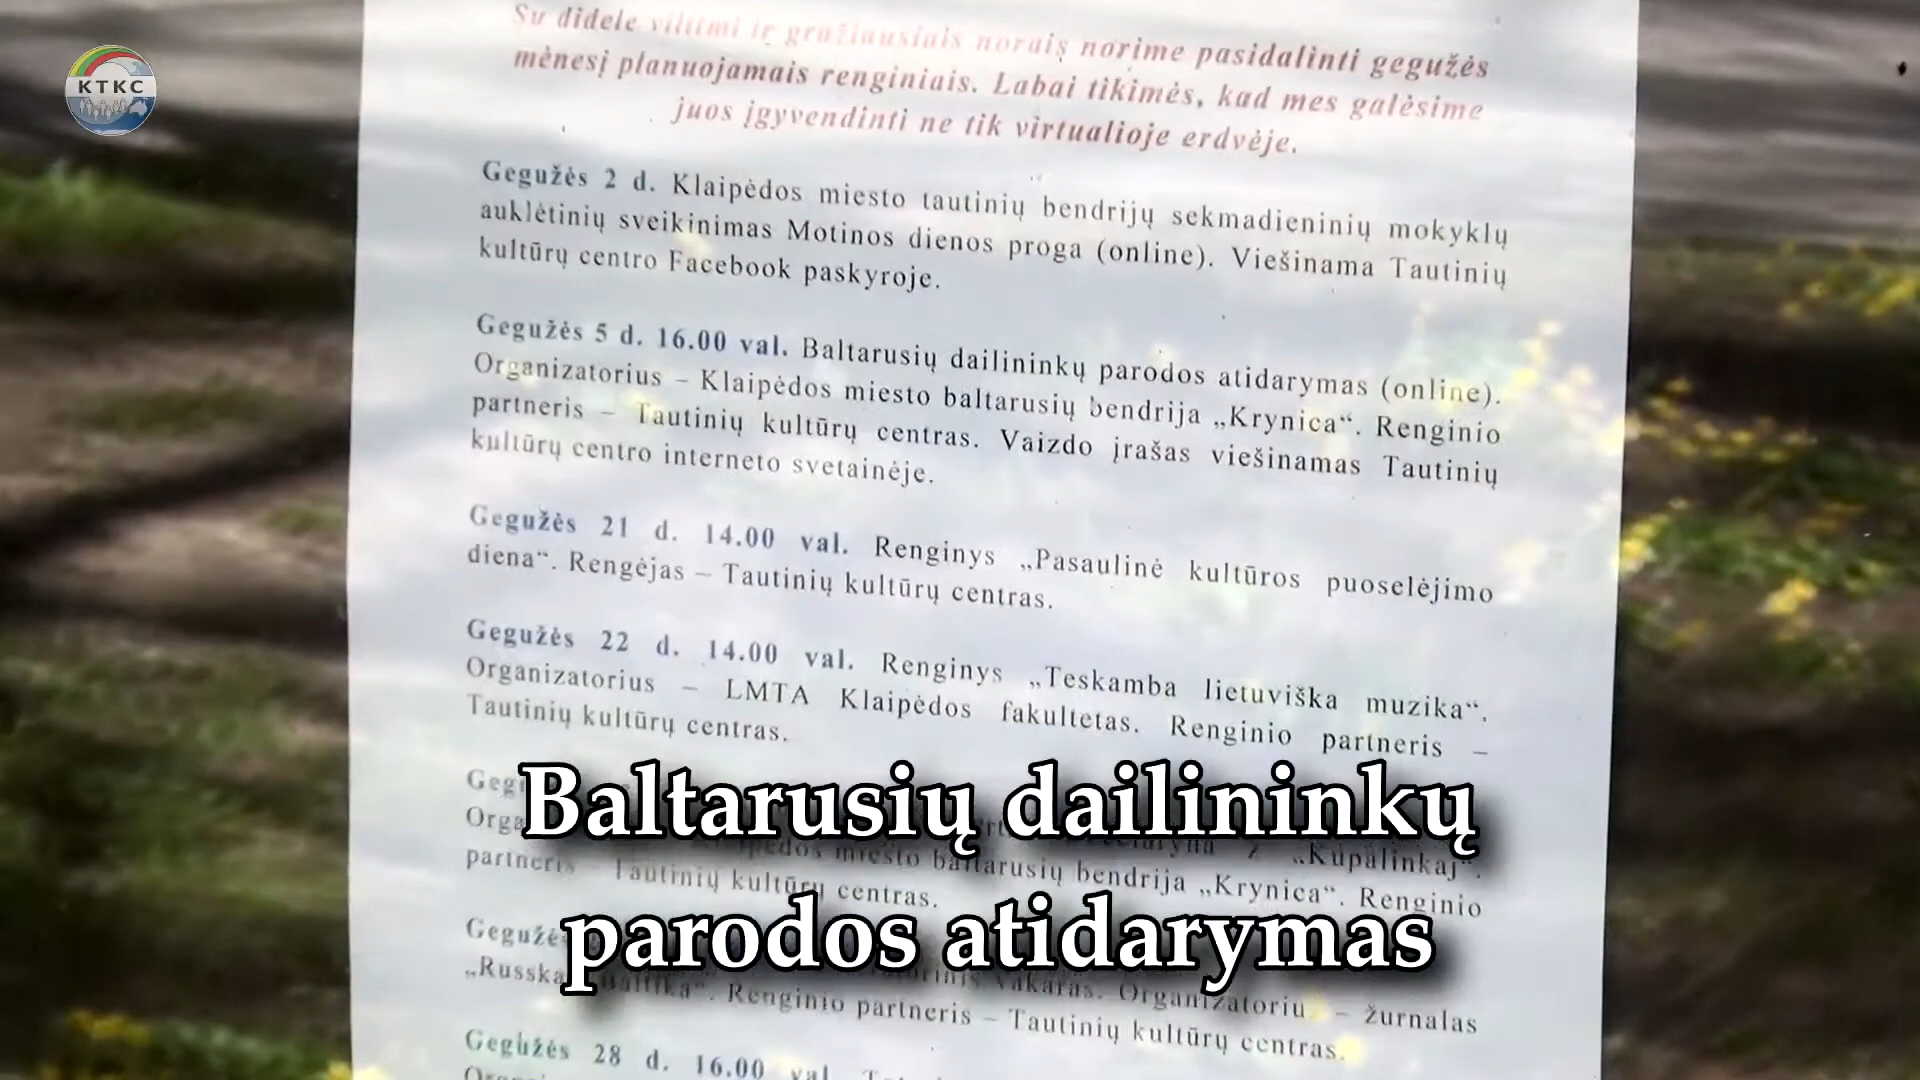 KTKC
Su didele viltimi ir gražiausiais norais norime pasidalinti gegužės
mėnesį planuojamais renginiais. Labai tikimės, kad mes galėsime
juos įgyvendinti ne tik virtualioje erdvėje.
Gegužės 2 d. Klaipėdos miesto tautinių bendrijų sekmadieninių mokyklų
auklėtinių sveikinimas Motinos dienos proga (online). Viešinama Tautinių
kultūrų centro Facebook paskyroje.
Gegužės 5 d. 16.00 val. Baltarusių dailininkų parodos atidarymas (online).
Organizatorius – Klaipėdos miesto baltarusių bendrija „Krynica“. Renginio
partneris – Tautinių kultūrų centras. Vaizdo įrašas viešinamas Tautinių
kultūrų centro interneto svetainėje.
Gegužės 21 d. 14.00 val. Renginys „Pasaulinė kultūros puoselėjimo
diena“. Rengėjas – Tautinių kultūrų centras.
Gegužės 22 d. 14.00 val. Renginys „Teskamba lietuviška muzika“.
Organizatorius – LMTA Klaipėdos fakultetas. Renginio partneris –
Tautinių kultūrų centras.
„Kupalinkaj“.
miesto baltarusių bendrija „Krynica“. Renginio
partneris – Tautinių kultūrų centras.
vakaras. – žurnalas
Renginio partneris – Tautinių kultūrų centras.
Gegužės 28 d. 16.00 val.
Baltarusių dailininkų
parodos atidarymas